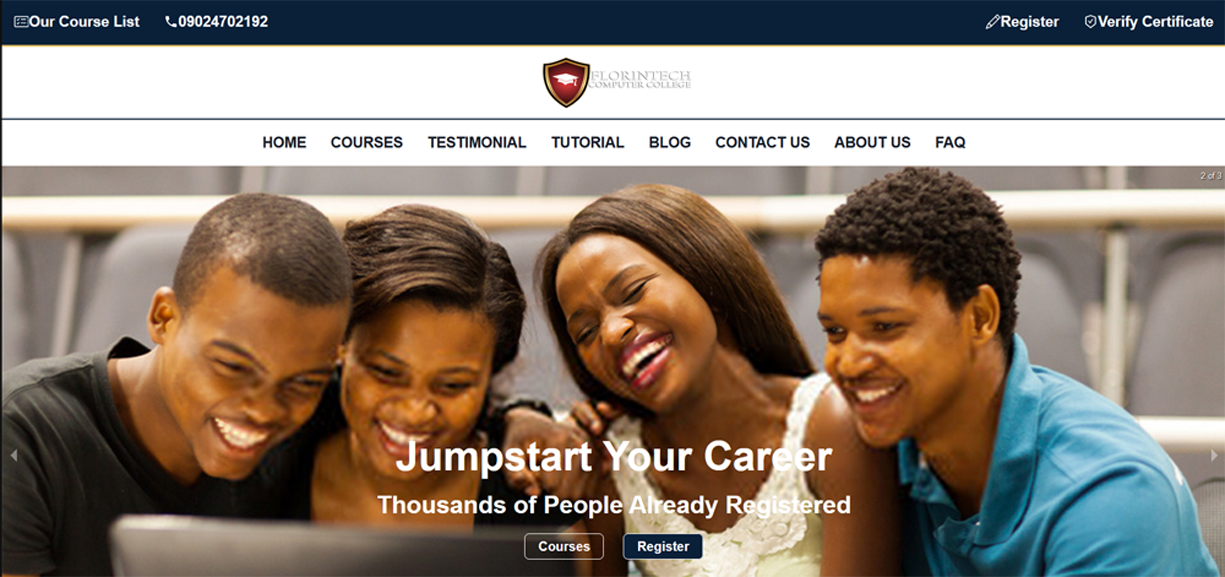 Our Course List 09024702192 Register Verify Certificate
FLORINTECH
COMPUTER COLLEGE
HOME COURSES TESTIMONIAL TUTORIAL BLOG CONTACT US ABOUT US FAQ
2 of 3
Jumpstart Your Career
Thousands of People Already Registered
Courses Register